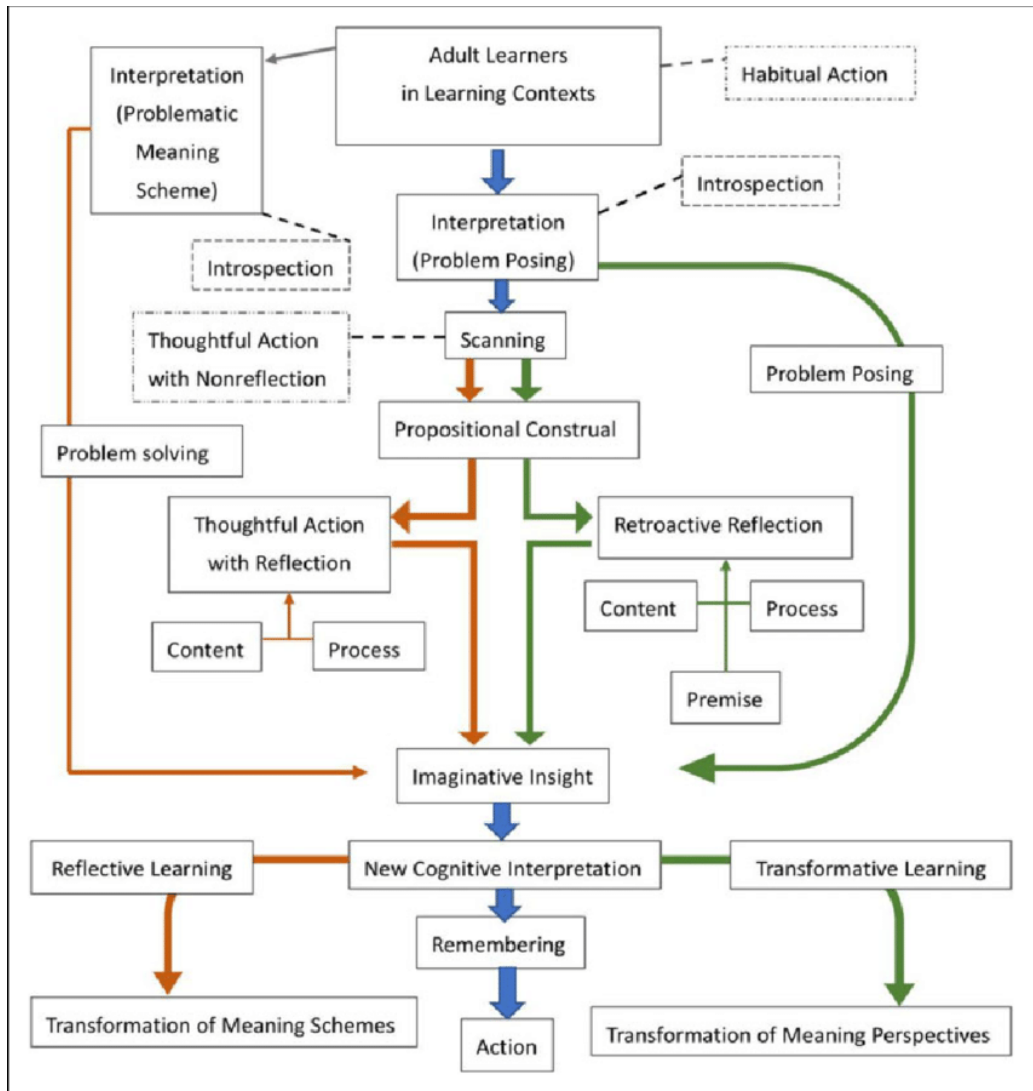 Adult Learners
in Learning Contexts
Interpretation
(Problematic
Meaning
Scheme)
Habitual Action
Introspection
Interpretation
(Problem Posing)
Introspection
Thoughtful Action
with Nonreflection
Scanning
Problem Posing
Propositional Construal
Problem solving
Thoughtful Action
with Reflection
Retroactive Reflection
Content
Process
Content
Process
Premise
Imaginative Insight
Reflective Learning
New Cognitive Interpretation
Transformative Learning
Remembering
Transformation of Meaning Schemes
Action
Transformation of Meaning Perspectives